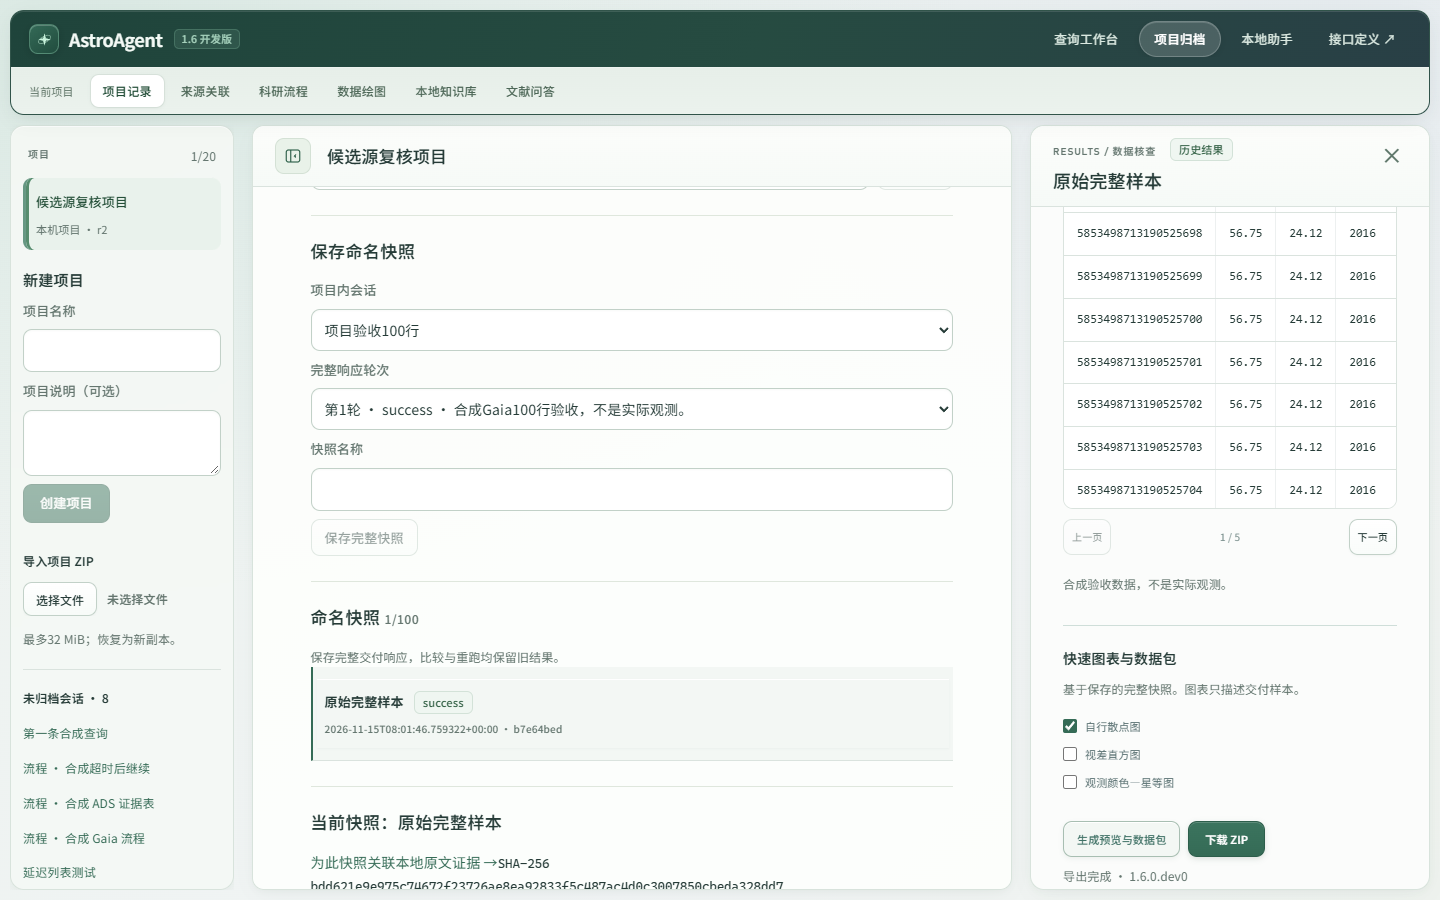 AstroAgent 1.6 开发版 查询工作台 项目归档 本地助手 接口定义 ↗
当前项目 项目记录 来源关联 科研流程 数据绘图 本地知识库 文献问答
项目 1/20
候选源复核项目
本机项目 · r2
新建项目
项目名称
项目说明（可选）
创建项目
导入项目 ZIP
选择文件 未选择文件
最多32 MiB；恢复为新副本。
未归档会话 · 8
第一条合成查询
流程 · 合成超时后继续
流程 · 合成 ADS 证据表
流程 · 合成 Gaia 流程
延迟列表测试
候选源复核项目
保存命名快照
项目内会话
项目验收100行
完整响应轮次
第1轮 · success · 合成Gaia100行验收，不是实际观测。
快照名称
保存完整快照
命名快照 1/100
保存完整交付响应，比较与重跑均保留旧结果。
原始完整样本 success
2026-11-15T08:01:46.759322+00:00 · b7e64bed
当前快照：原始完整样本
为此快照关联本地原文证据 →SHA-256
bdd621e9e975c74672f23726ae8ea92833f5c487ac4d0c3007850cbeda328dd7
RESULTS / 数据核查 历史结果
原始完整样本
5853498713190525698 56.75 24.12 2016
5853498713190525699 56.75 24.12 2016
5853498713190525700 56.75 24.12 2016
5853498713190525701 56.75 24.12 2016
5853498713190525702 56.75 24.12 2016
5853498713190525703 56.75 24.12 2016
5853498713190525704 56.75 24.12 2016
上一页 1 / 5 下一页
合成验收数据，不是实际观测。
快速图表与数据包
基于保存的完整快照。图表只描述交付样本。
自行散点图
视差直方图
观测颜色—星等图
生成预览与数据包 下载 ZIP
导出完成 · 1.6.0.dev0